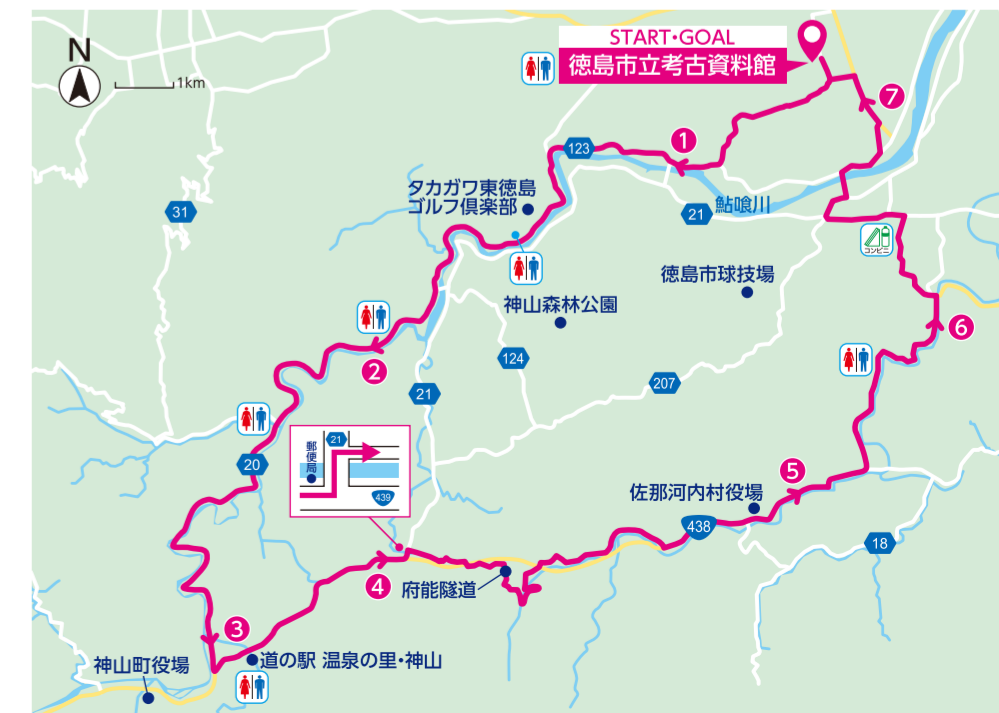 N
1km
START・GOAL
徳島市立考古資料館
7
1
123
タカガワ東徳島
ゴルフ倶楽部
31
21
鮎喰川
コンビニ
徳島市球技場
神山森林公園
6
2
124
207
21
郵便局
21
439
20
5
佐那河内村役場
438
18
4
府能隧道
3
道の駅 温泉の里・神山
神山町役場